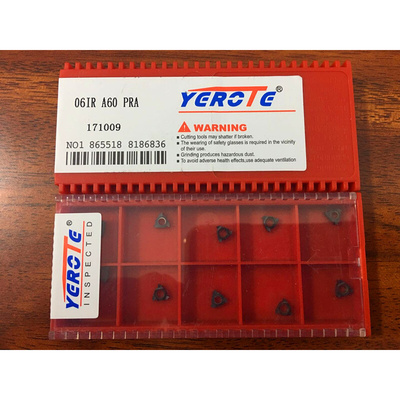 06IR A60 PRA
171009
NO1 865518 8186836
YEROTE
WARNING
■ Cutting tools may shatter if broken.
■ The wearing of safety glasses is required in the vicinity
of their use.
■ Grinding produces hazardous dust.
■ To avoid adverse health effects,use adequate ventilation
YEROTE
INSPECTED